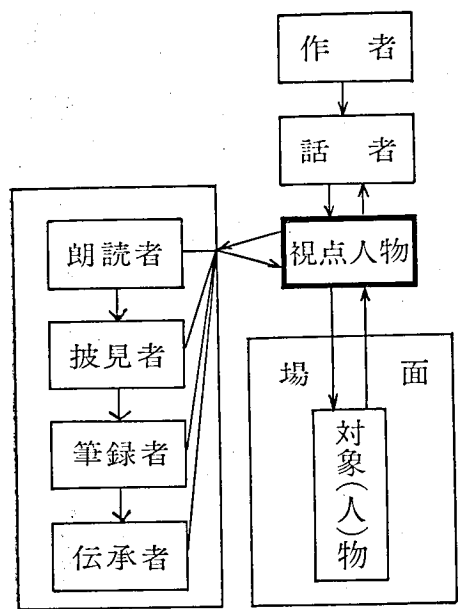 作者
話者
視点人物
朗読者
披見者
筆録者
伝承者
場面
対象(人)物